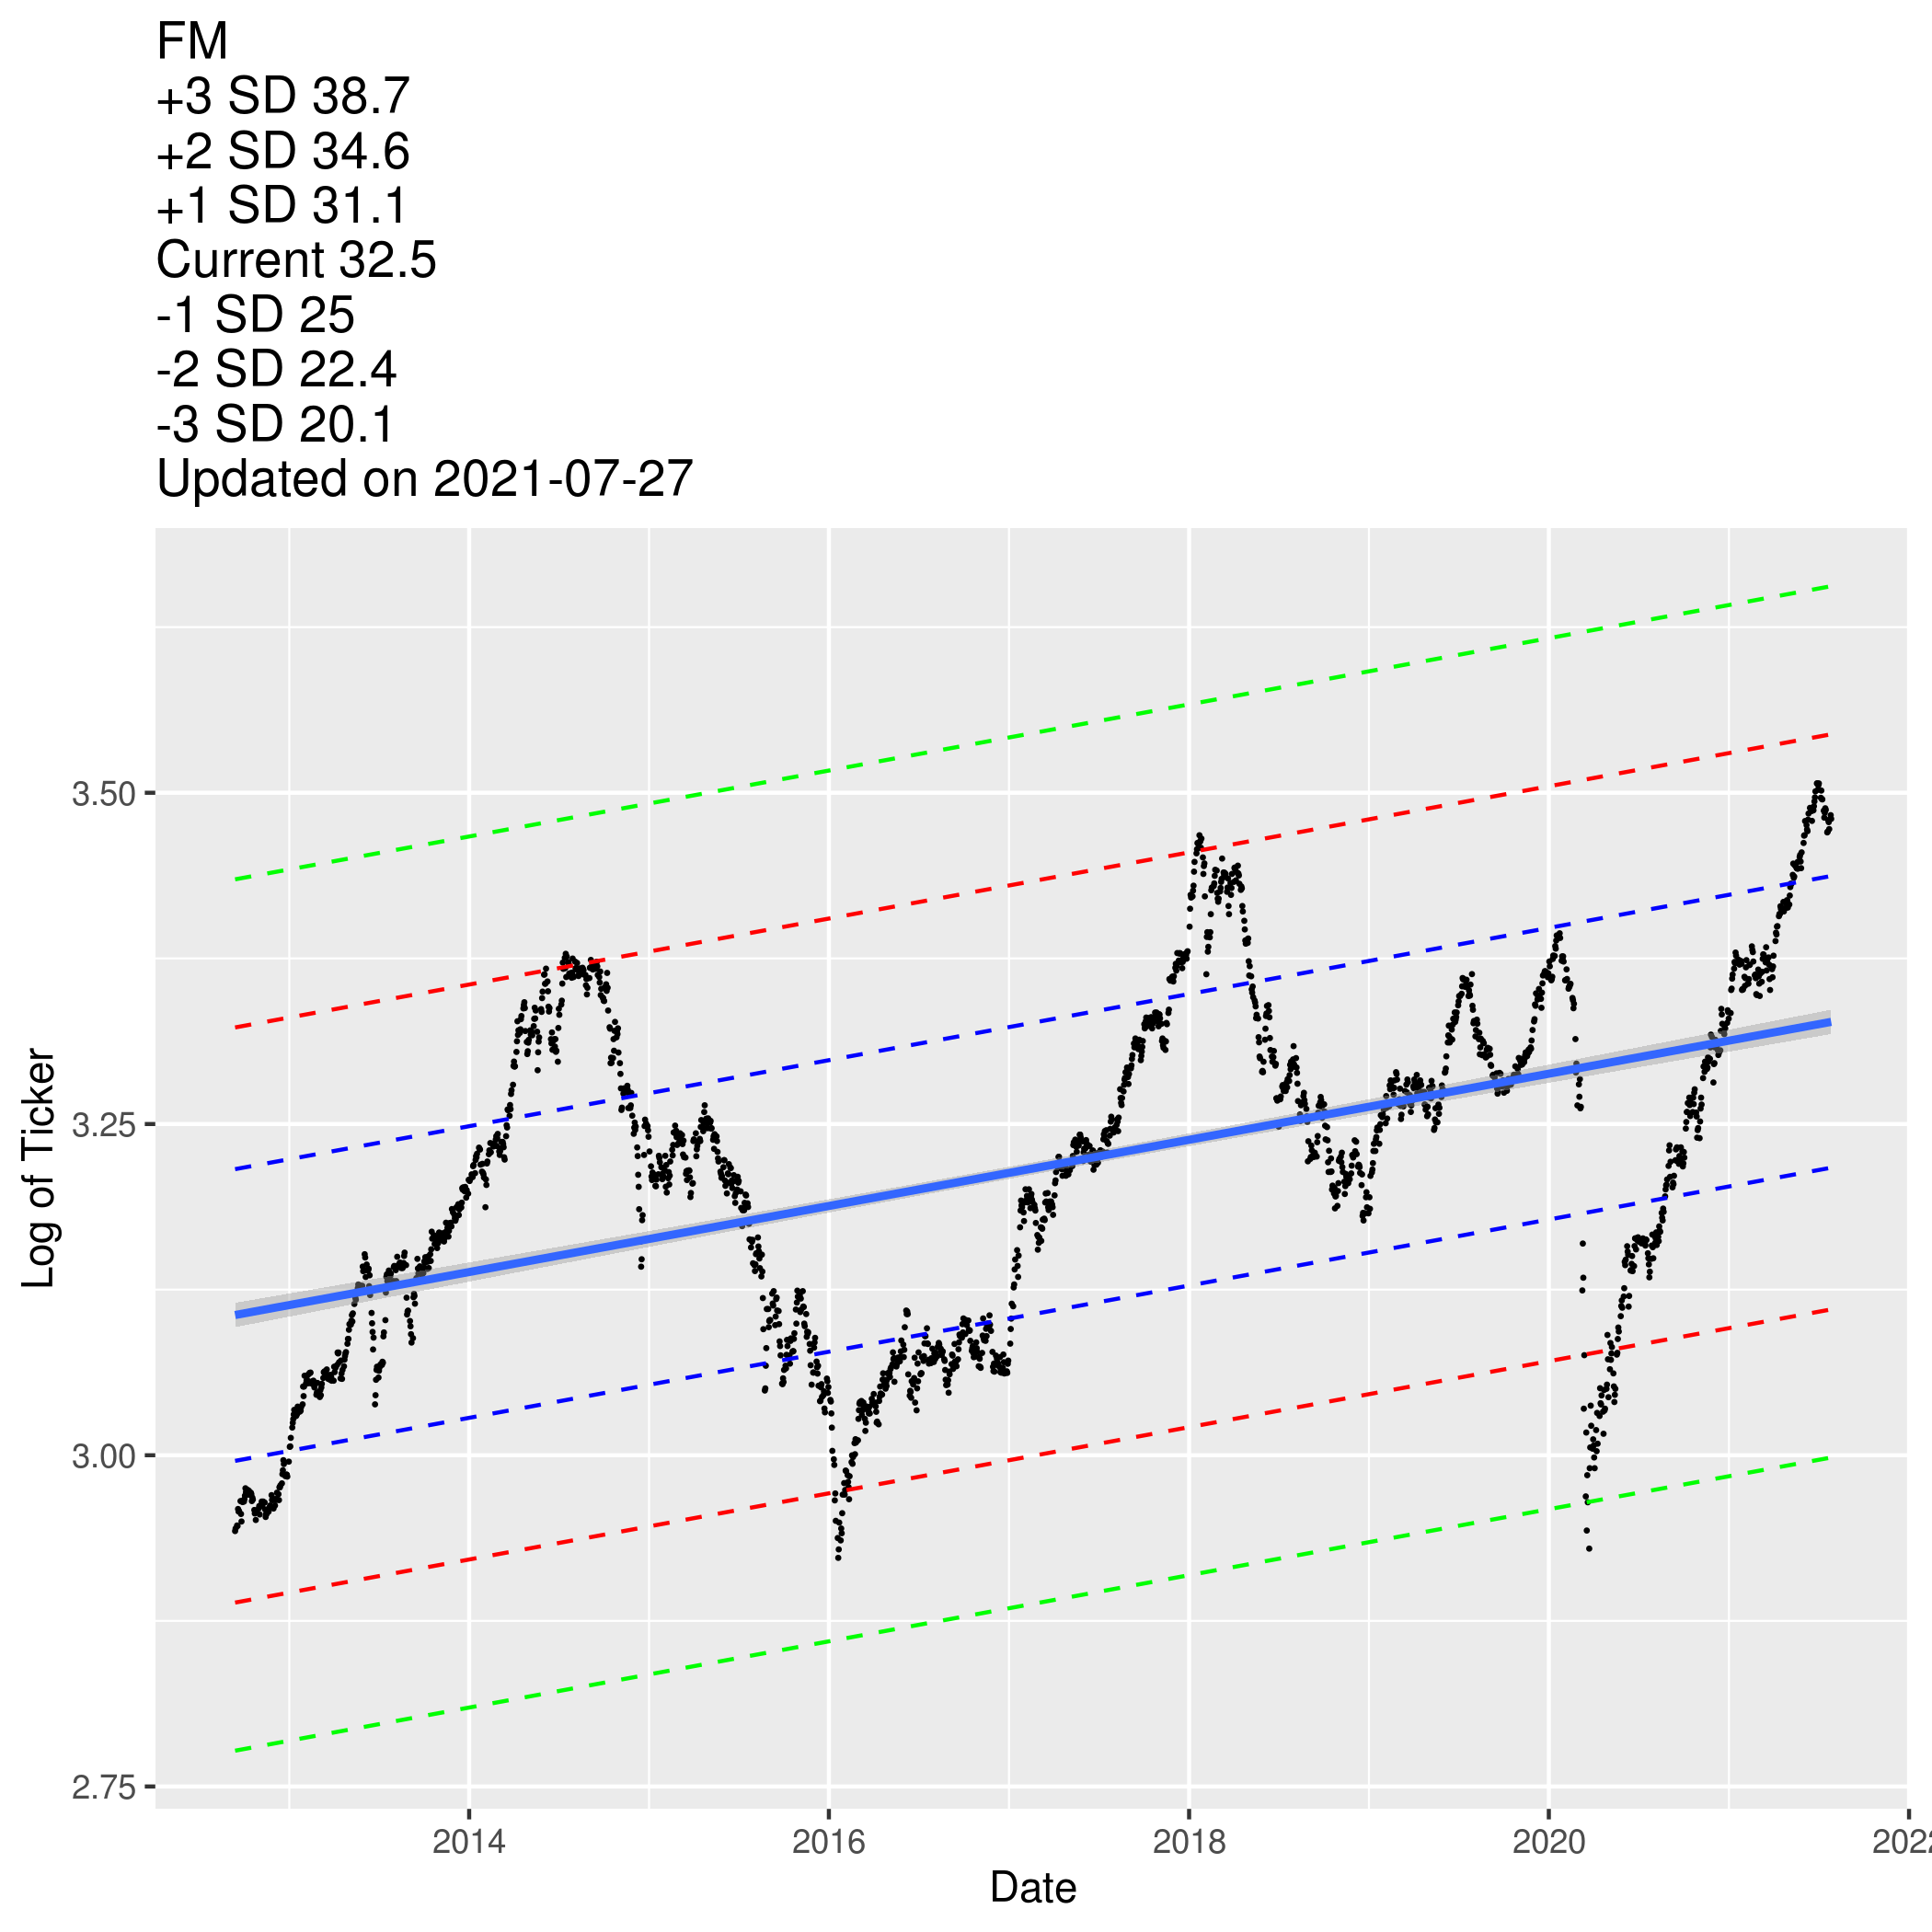 FM
+3 SD 38.7
+2 SD 34.6
+1 SD 31.1
Current 32.5
-1 SD 25
-2 SD 22.4
-3 SD 20.1
Updated on 2021-07-27
Log of Ticker
3.50
3.25
3.00
2.75
2014 2016 2018 2020
Date